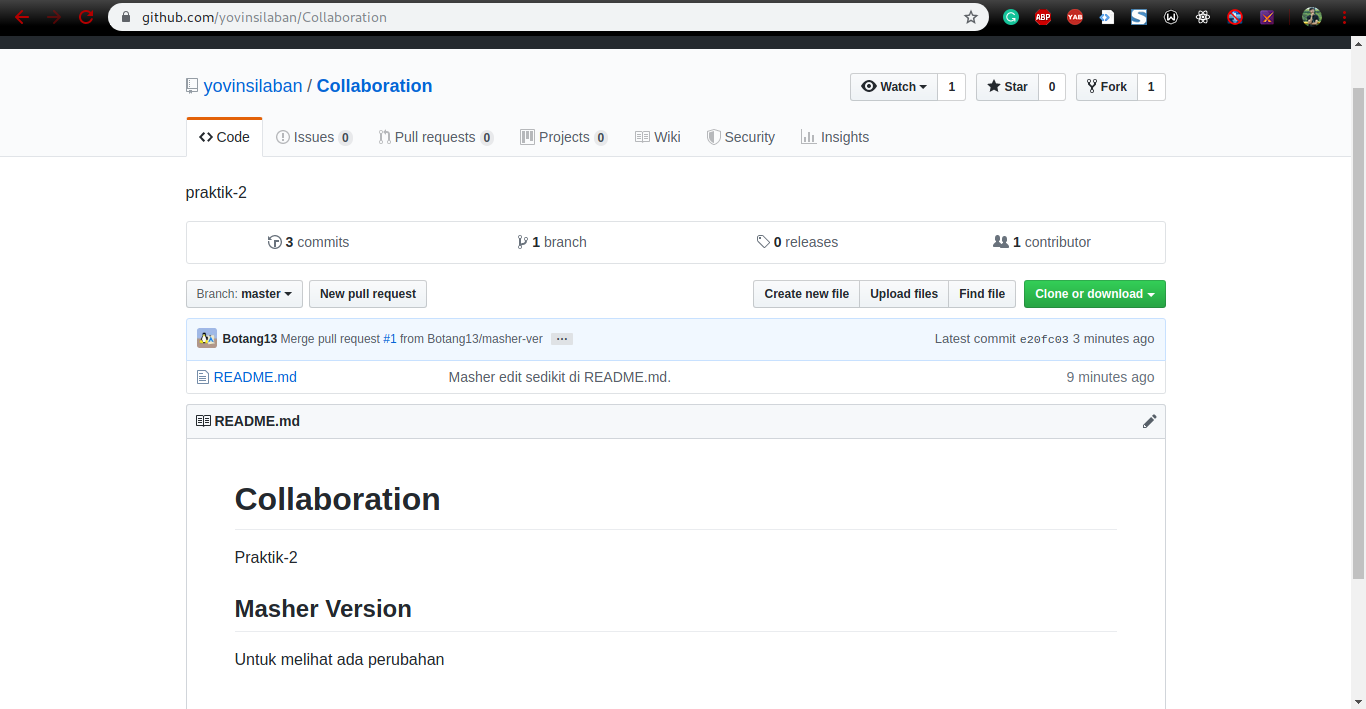 github.com/yovinsilaban/Collaboration
ABP
YAB
yovinsilaban / Collaboration
Watch 1 Star 0 Fork 1
Code Issues 0 Pull requests 0 Projects 0 Wiki Security Insights
praktik-2
3 commits 1 branch 0 releases 1 contributor
Branch: master New pull request Create new file Upload files Find file Clone or download
Botang13 Merge pull request #1 from Botang13/masher-ver ... Latest commit e20fc03 3 minutes ago
README.md Masher edit sedikit di README.md. 9 minutes ago
README.md
Collaboration
Praktik-2
Masher Version
Untuk melihat ada perubahan